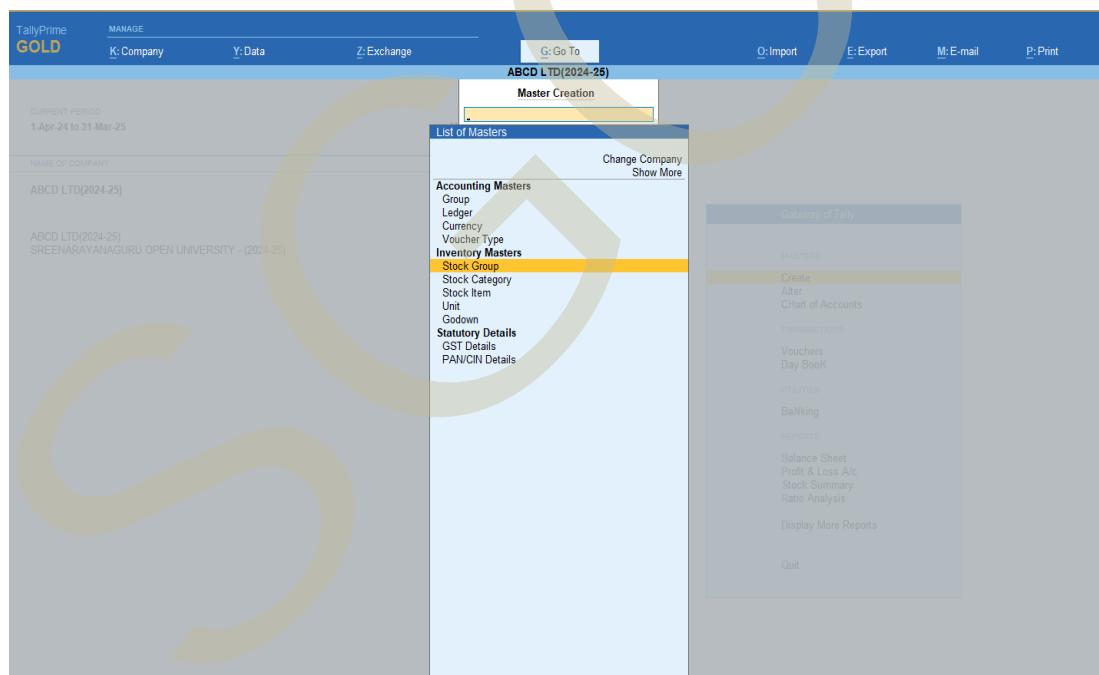 TallyPrime
GOLD
MANAGE
K: Company
Y: Data
Z: Exchange
G: Go To
O: Import
E: Export
M: E-mail
P: Print
ABCD LTD(2024-25)
CURRENT PERIOD
1-Apr-24 to 31-Mar-25
NAME OF COMPANY
ABCD LTD(2024-25)
ABCD LTD(2024-25)
SREENARAYANAGURU OPEN UNIVERSITY - (2024-25)
Master Creation
List of Masters
Change Company
Show More
Accounting Masters
Group
Ledger
Currency
Voucher Type
Inventory Masters
Stock Group
Stock Category
Stock Item
Unit
Godown
Statutory Details
GST Details
PAN/CIN Details
Gateway of Tally
MASTERS
Create
Alter
CHart of Accounts
TRANSACTIONS
Vouchers
Day BooK
UTILITIES
BaNking
REPORTS
Balance Sheet
Profit & Loss A/c
Stock Summary
Ratio Analysis
Display More Reports
Quit